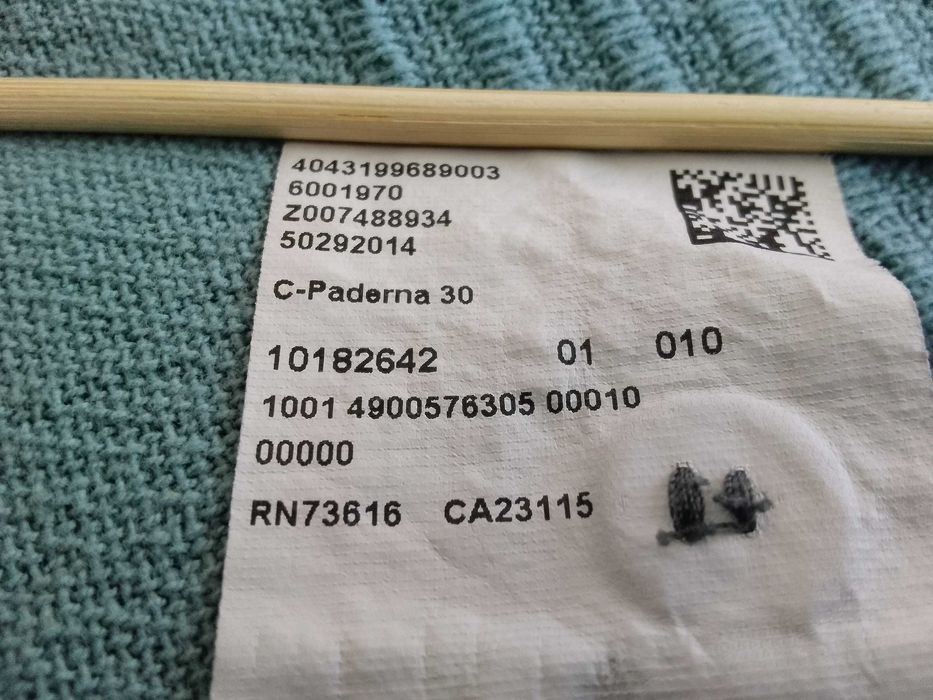 4043199689003
6001970
Z007488934
50292014
C-Paderna 30
10182642 01 010
1001 4900576305 00010
00000
RN73616 CA23115